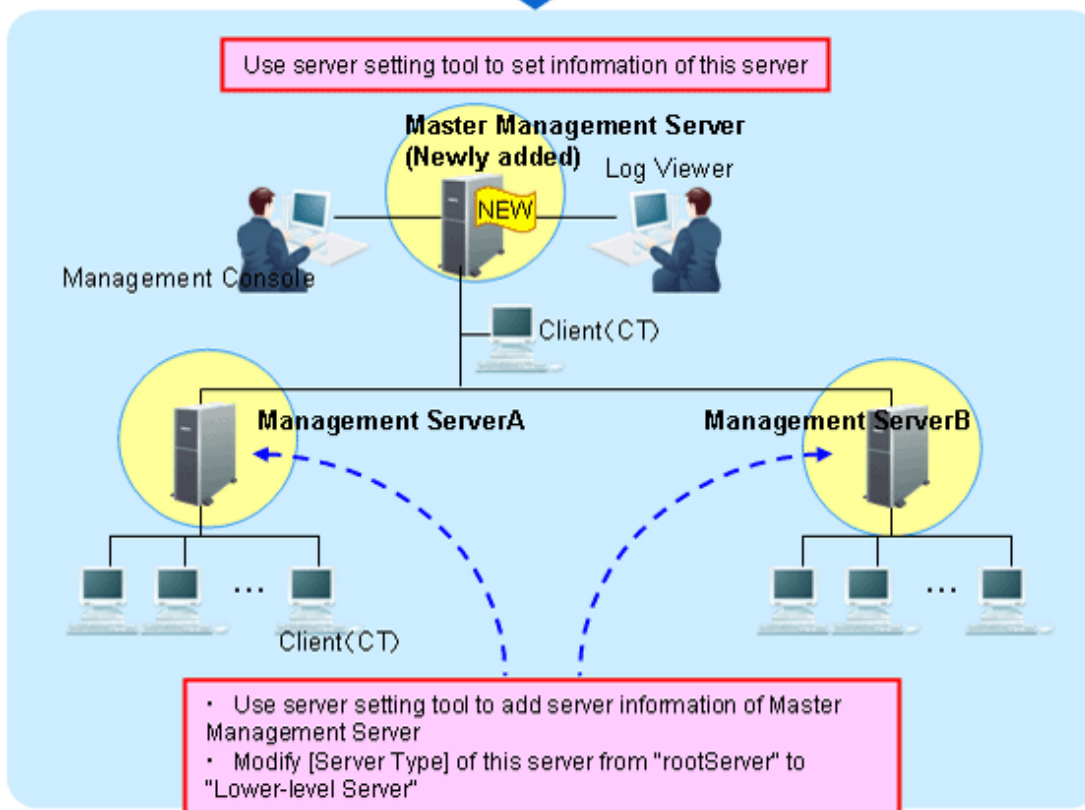 Use server setting tool to set information of this server
Master Management Server
(Newly added)
Log Viewer
NEW
Management Console
Client(CT)
Management ServerA
Management ServerB
...
...
Client(CT)
・ Use server setting tool to add server information of Master
Management Server
・ Modify [Server Type] of this server from "rootServer" to
"Lower-level Server"